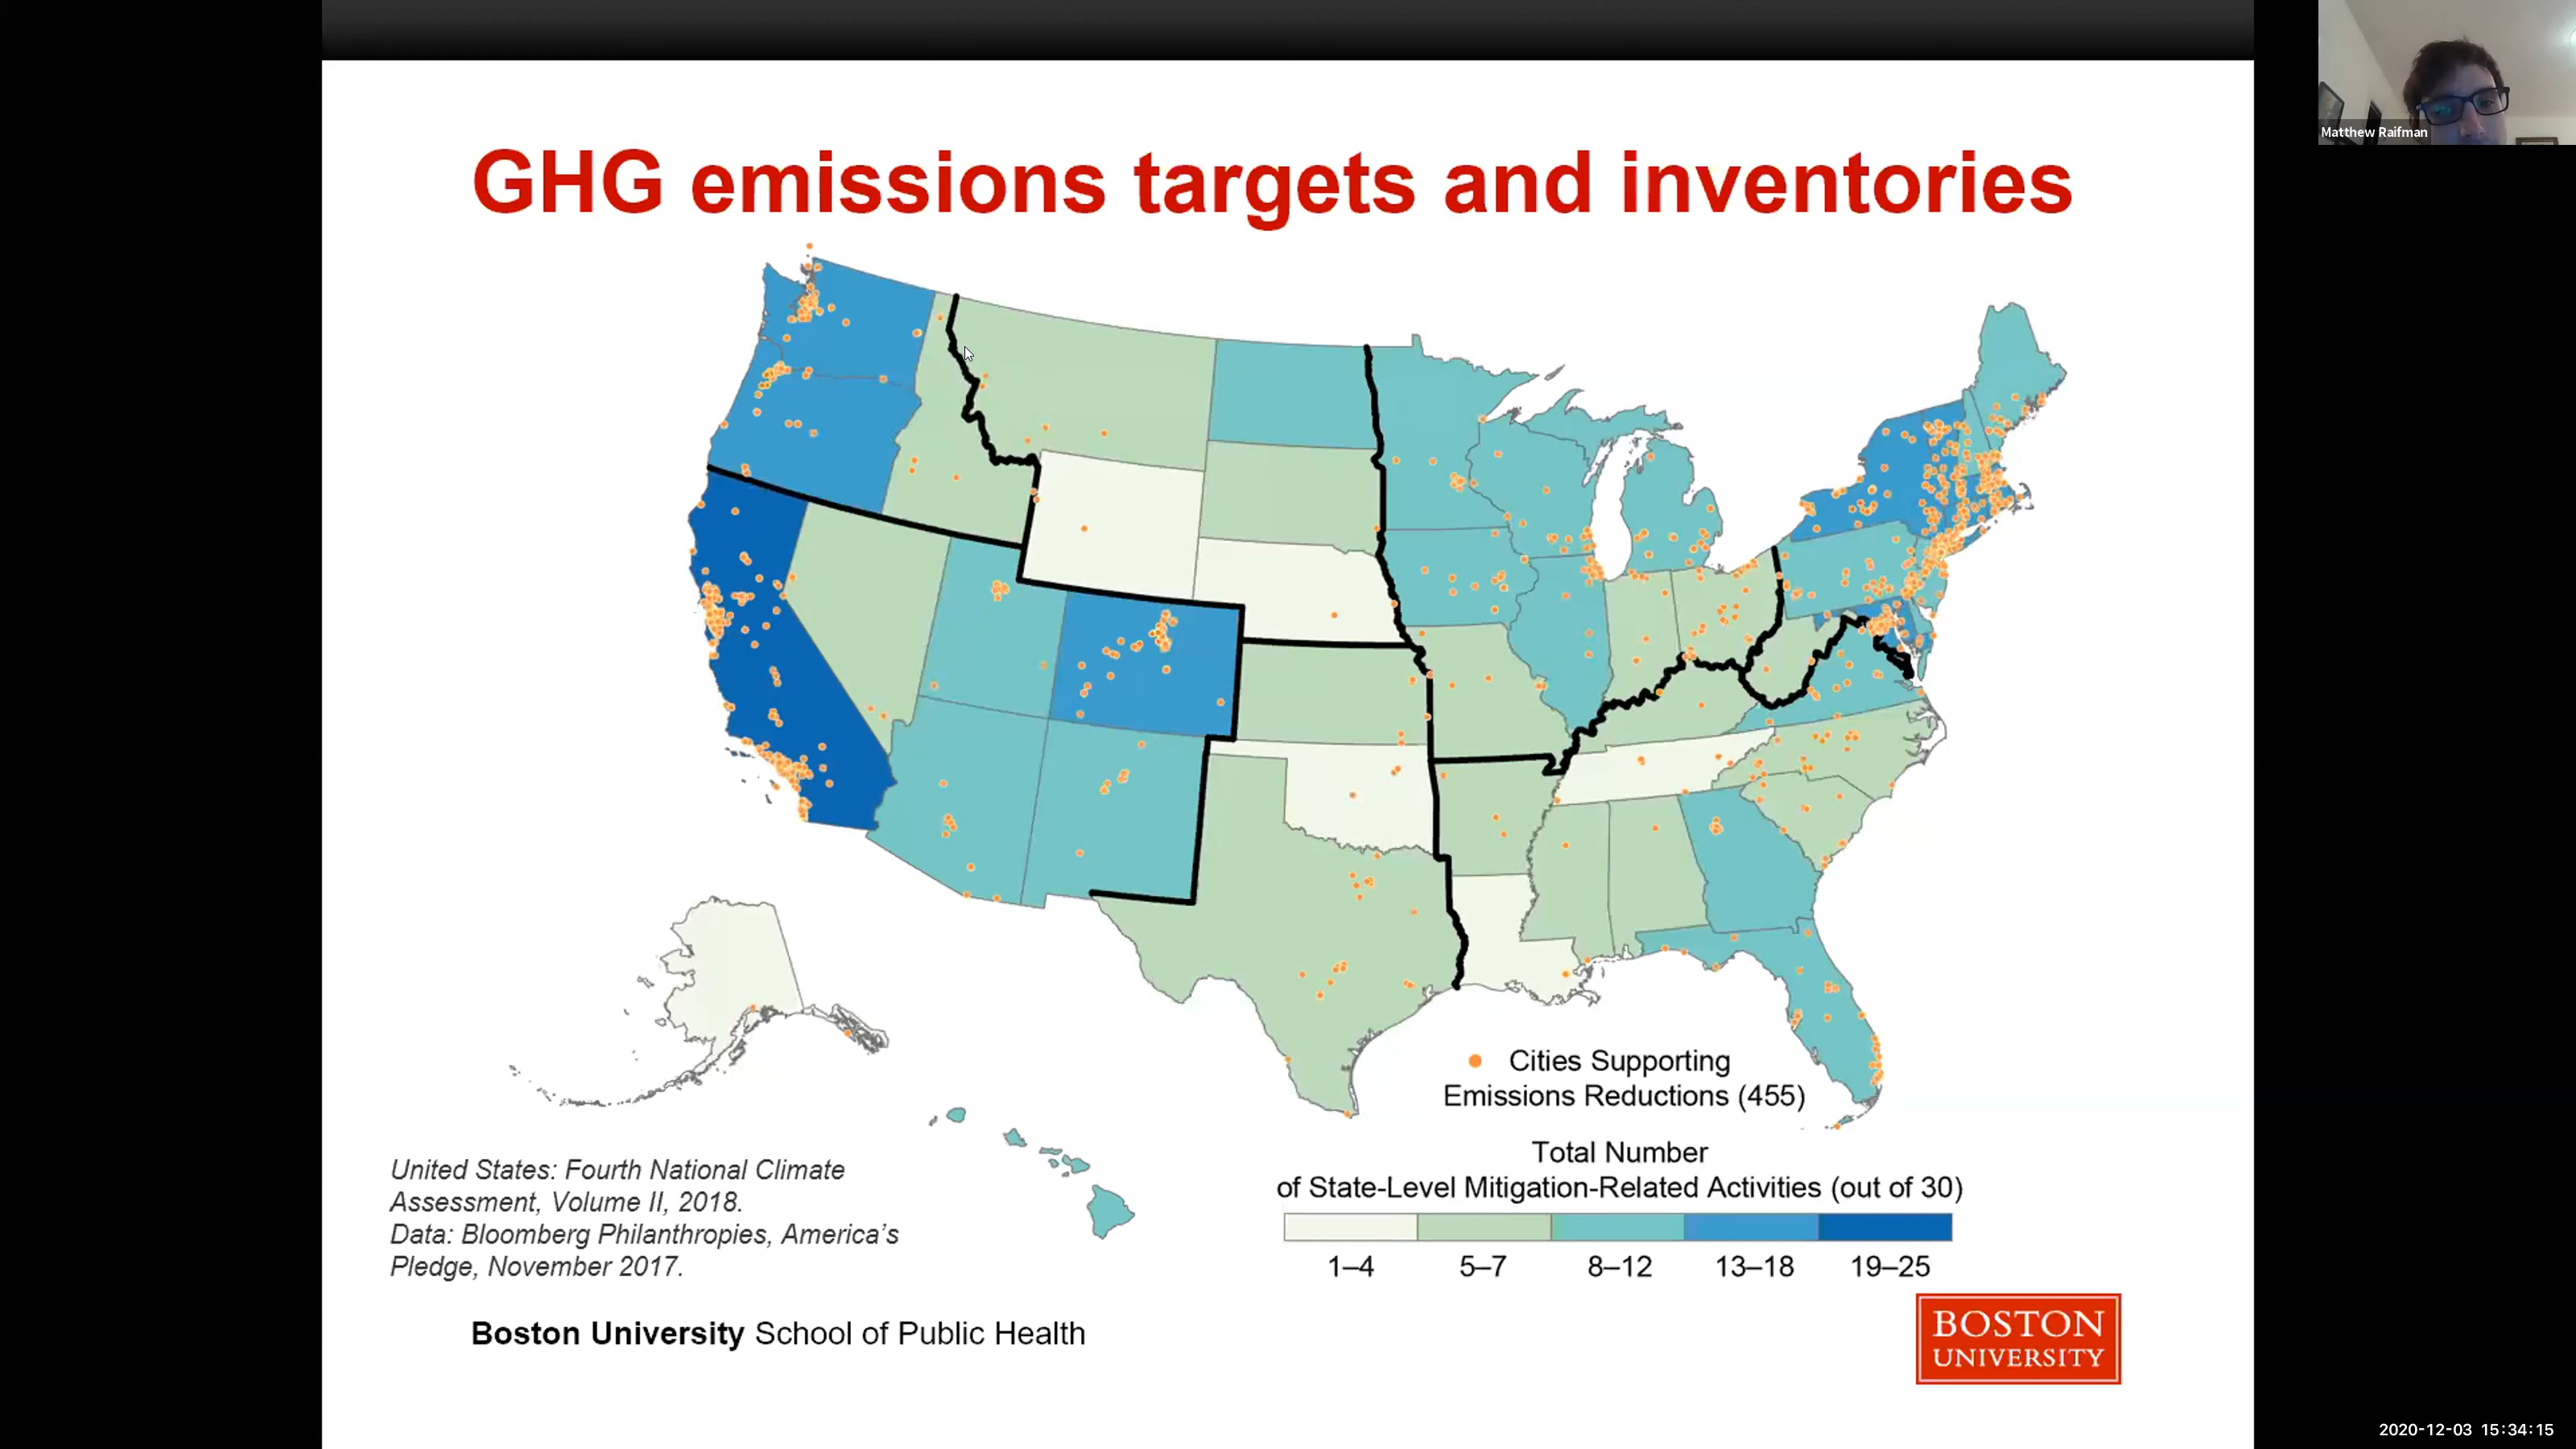 Matthew Raifman
GHG emissions targets and inventories
Cities Supporting
Emissions Reductions (455)
Total Number
of State-Level Mitigation-Related Activities (out of 30)
1–4 5–7 8–12 13–18 19–25
United States: Fourth National Climate
Assessment, Volume II, 2018.
Data: Bloomberg Philanthropies, America’s
Pledge, November 2017.
Boston University School of Public Health
BOSTON
UNIVERSITY
2020-12-03 15:34:15